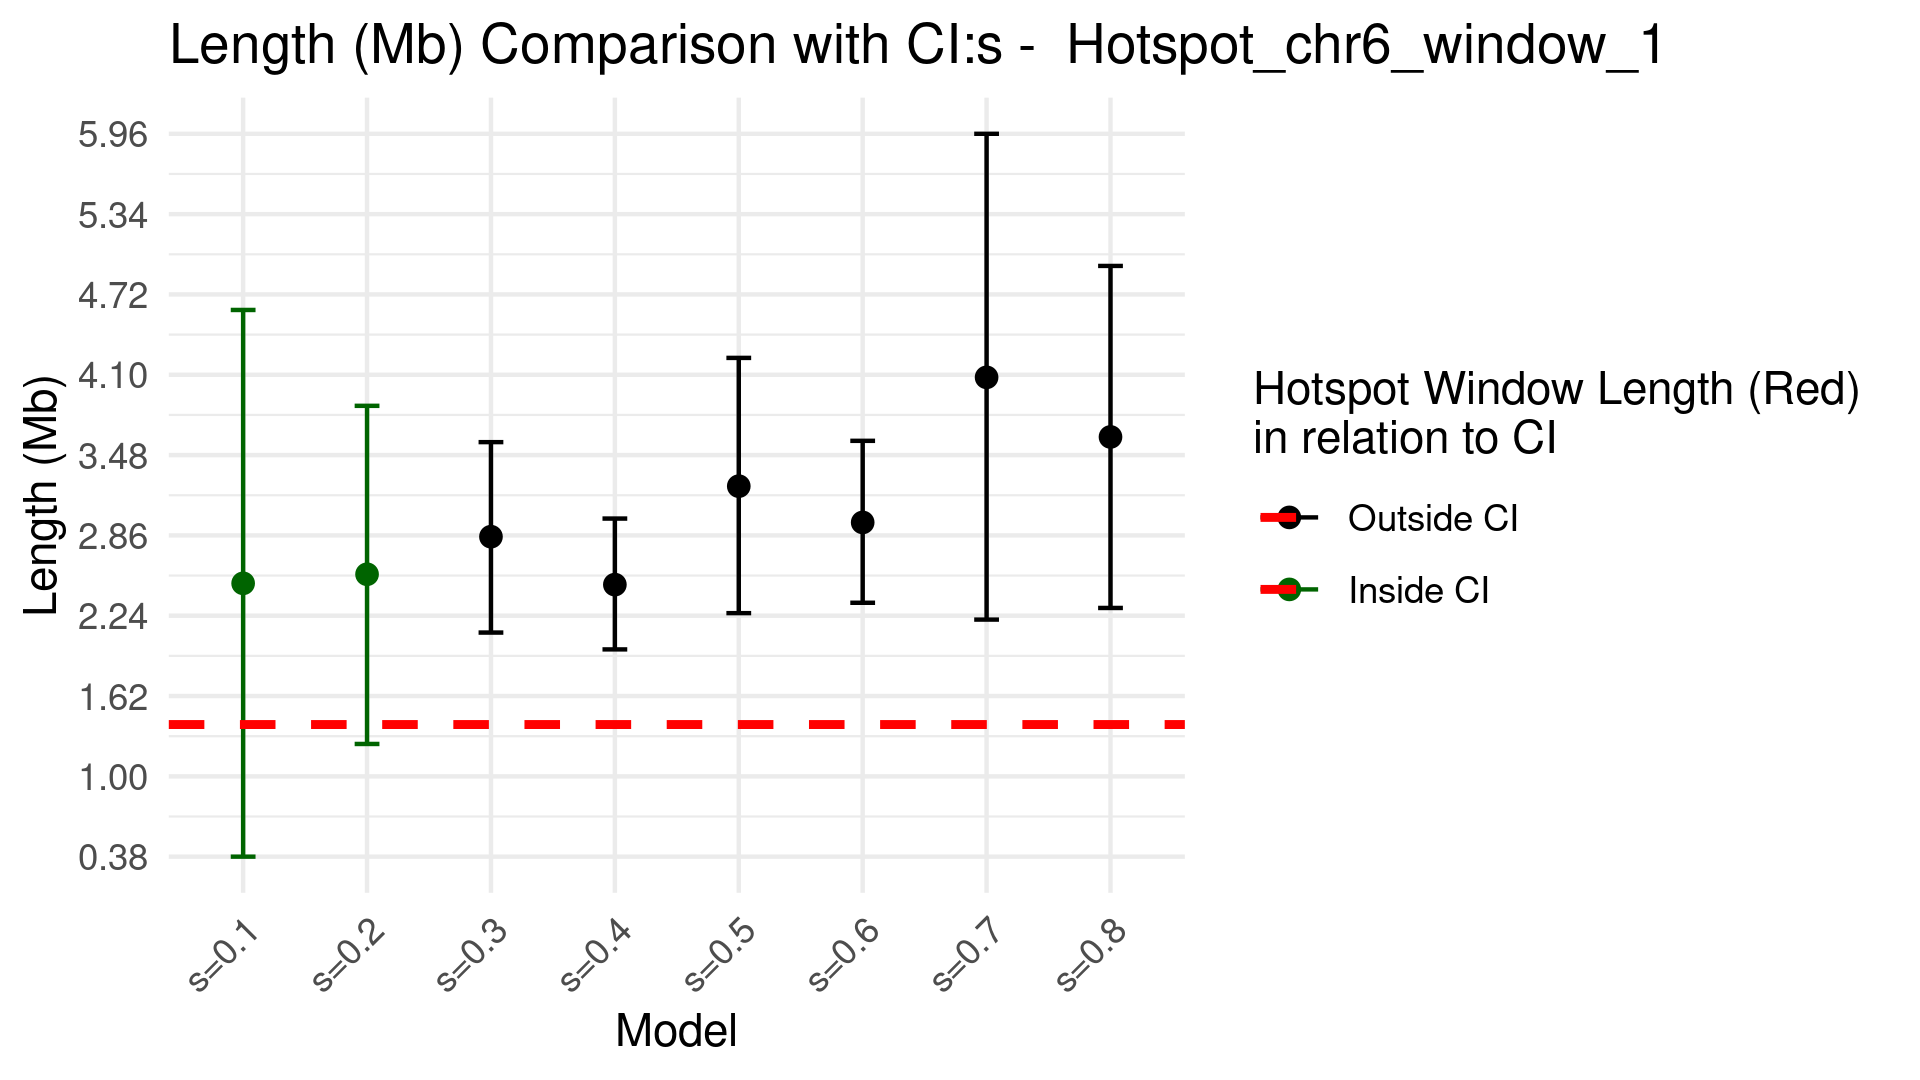 Length (Mb) Comparison with CI:s -  Hotspot_chr6_window_1
Length (Mb)
5.96
5.34
4.72
4.10
3.48
2.86
2.24
1.62
1.00
0.38
s=0.1
s=0.2
s=0.3
s=0.4
s=0.5
s=0.6
s=0.7
s=0.8
Model
Hotspot Window Length (Red)
in relation to CI
Outside CI
Inside CI